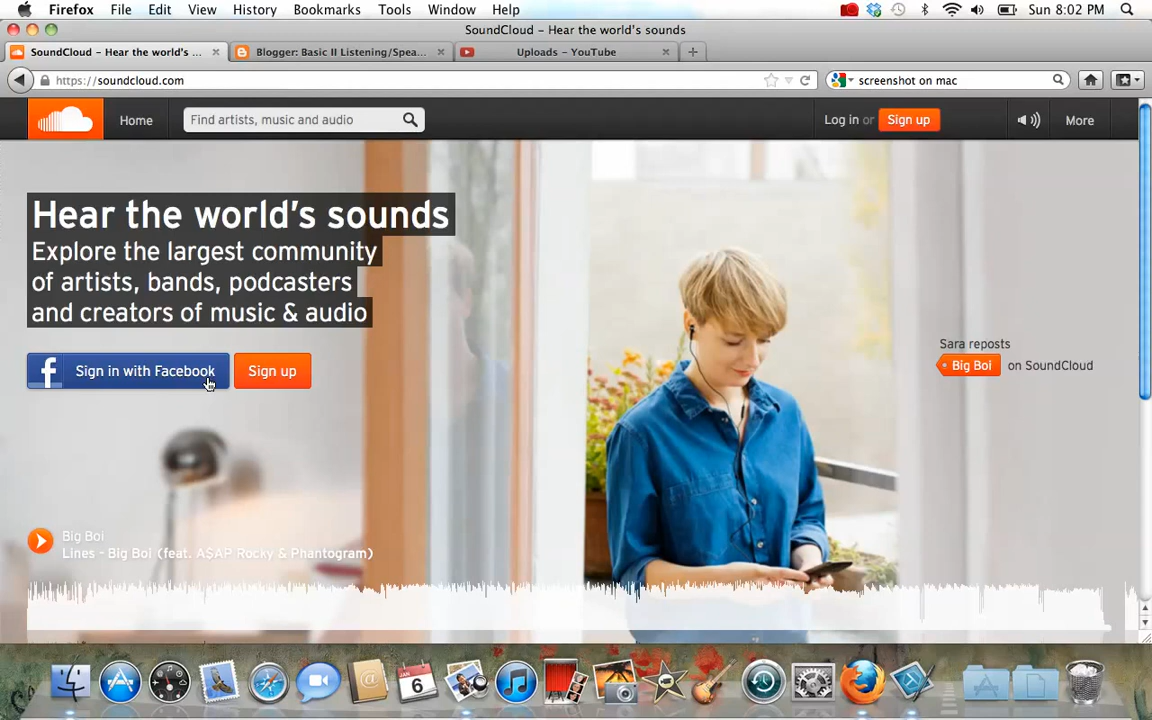 Firefox File Edit View History Bookmarks Tools Window Help Sun 8:02 PM
SoundCloud – Hear the world's sounds
SoundCloud – Hear the world's ... Blogger: Basic II Listening/Spea... Uploads – YouTube
https://soundcloud.com screenshot on mac
Home Find artists, music and audio Log in or Sign up More
Hear the world's sounds
Explore the largest community
of artists, bands, podcasters
and creators of music & audio
Sara reposts
Big Boi on SoundCloud
Sign in with Facebook Sign up
Big Boi
Lines – Big Boi (feat. A$AP Rocky & Phantogram)
6